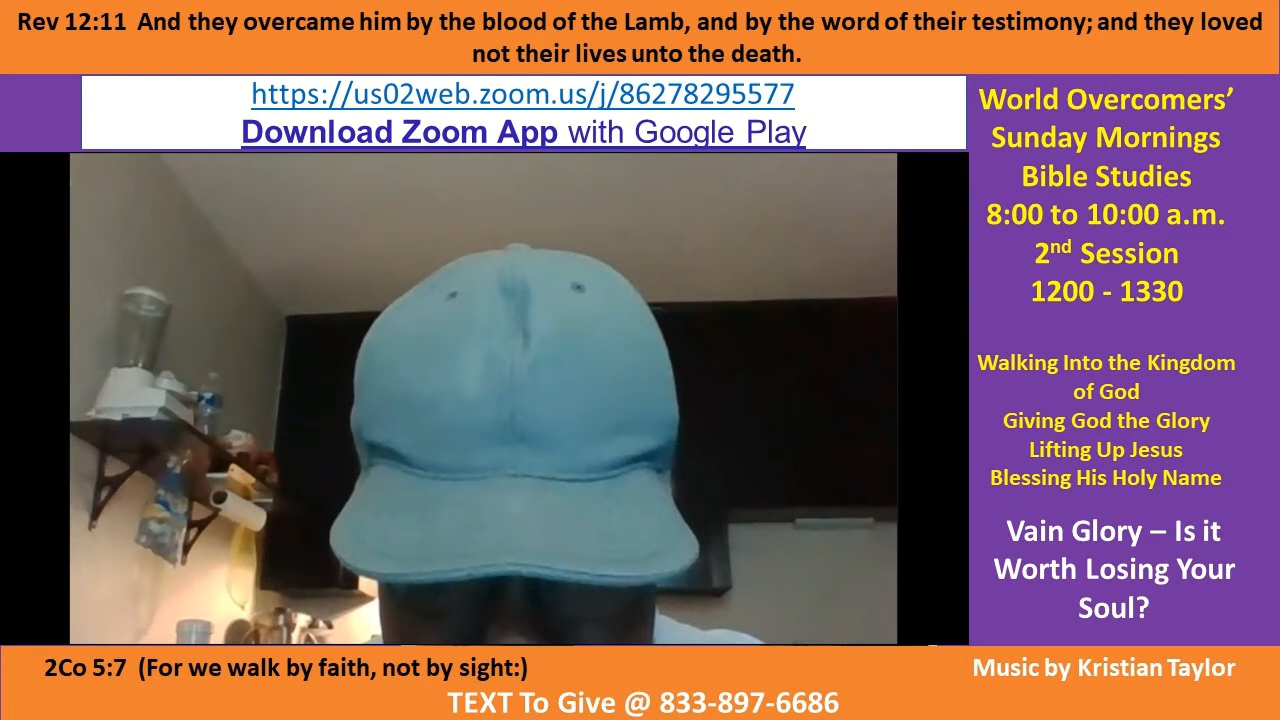 Rev 12:11  And they overcame him by the blood of the Lamb, and by the word of their testimony; and they loved
not their lives unto the death.
https://us02web.zoom.us/j/86278295577
Download Zoom App with Google Play
World Overcomers’
Sunday Mornings
Bible Studies
8:00 to 10:00 a.m.
2nd Session
1200 - 1330
Walking Into the Kingdom
of God
Giving God the Glory
Lifting Up Jesus
Blessing His Holy Name
Vain Glory – Is it
Worth Losing Your
Soul?
2Co 5:7  (For we walk by faith, not by sight:)
Music by Kristian Taylor
TEXT To Give @ 833-897-6686